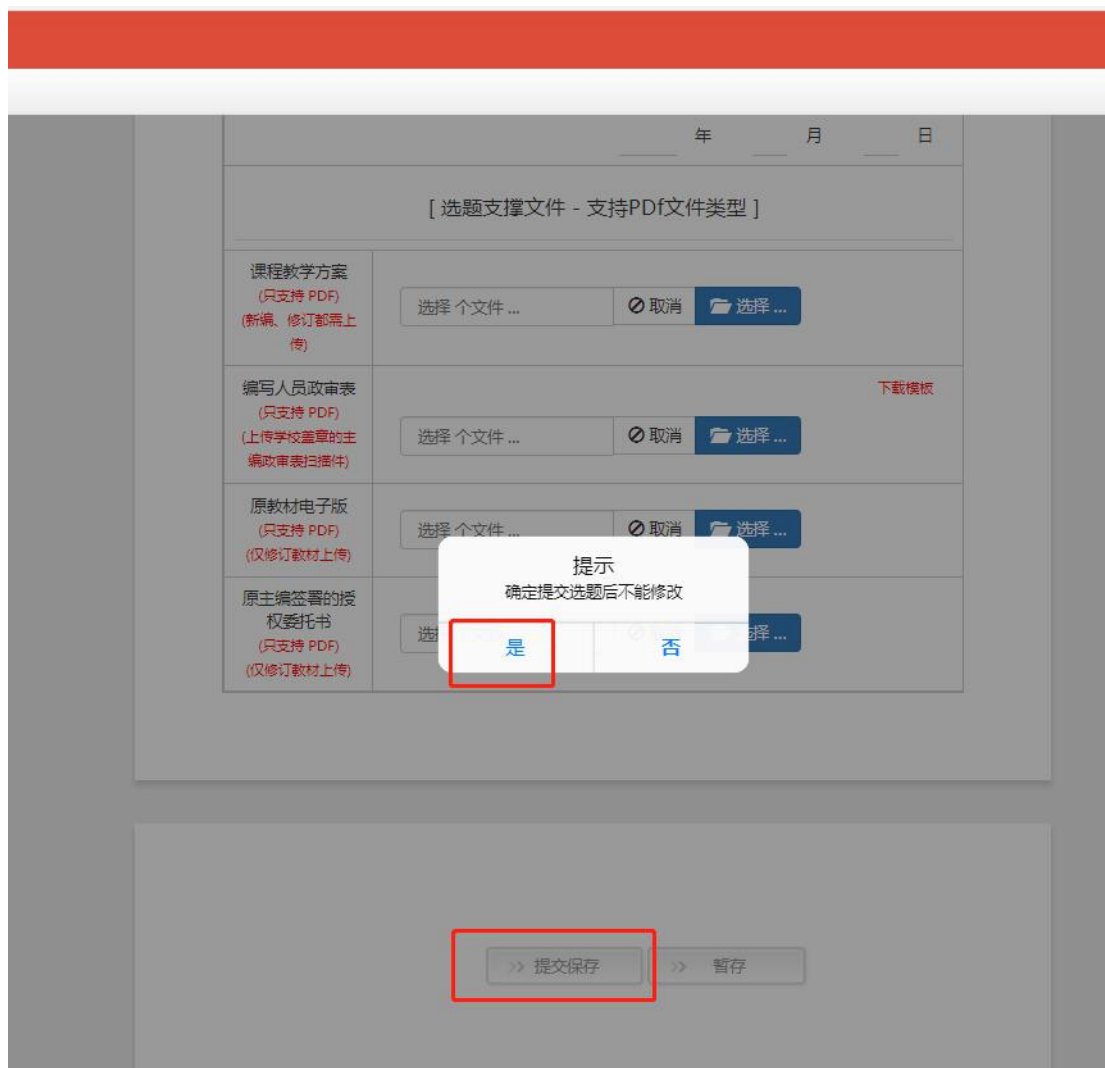 年 月 日
[ 选题支撑文件 - 支持PDf文件类型 ]
课程教学方案
(只支持 PDF)
(新编、修订都需上
传)
选择 个文件 ...
取消
选择 ...
编写人员政审表
(只支持 PDF)
(上传学校盖章的主
编政审表扫描件)
下载模板
选择 个文件 ...
取消
选择 ...
原教材电子版
(只支持 PDF)
(仅修订教材上传)
选择 个文件 ...
取消
选择 ...
原主编签署的授
权委托书
(只支持 PDF)
(仅修订教材上传)
选
择 ...
提示
确定提交选题后不能修改
是 否
>> 提交保存
>> 暂存